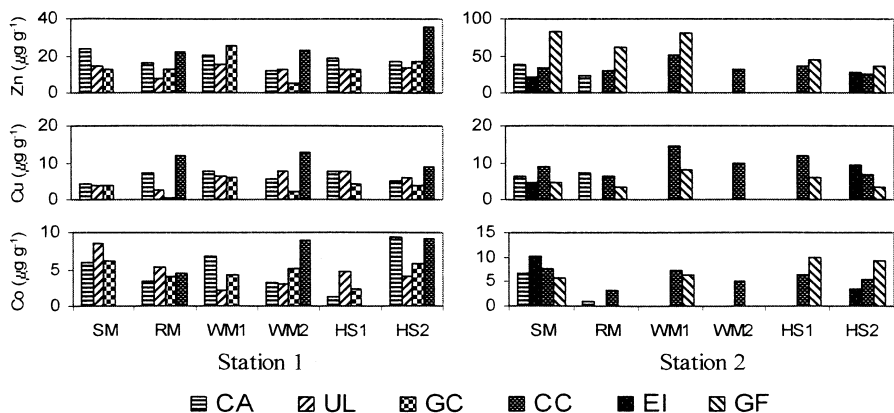 Zn (µg g⁻¹)
40
20
0
100
50
0
Cu (µg g⁻¹)
20
10
0
20
10
0
Co (µg g⁻¹)
10
5
0
15
10
5
0
SM RM WM1 WM2 HS1 HS2
SM RM WM1 WM2 HS1 HS2
Station 1
Station 2
CA UL GC CC EI GF